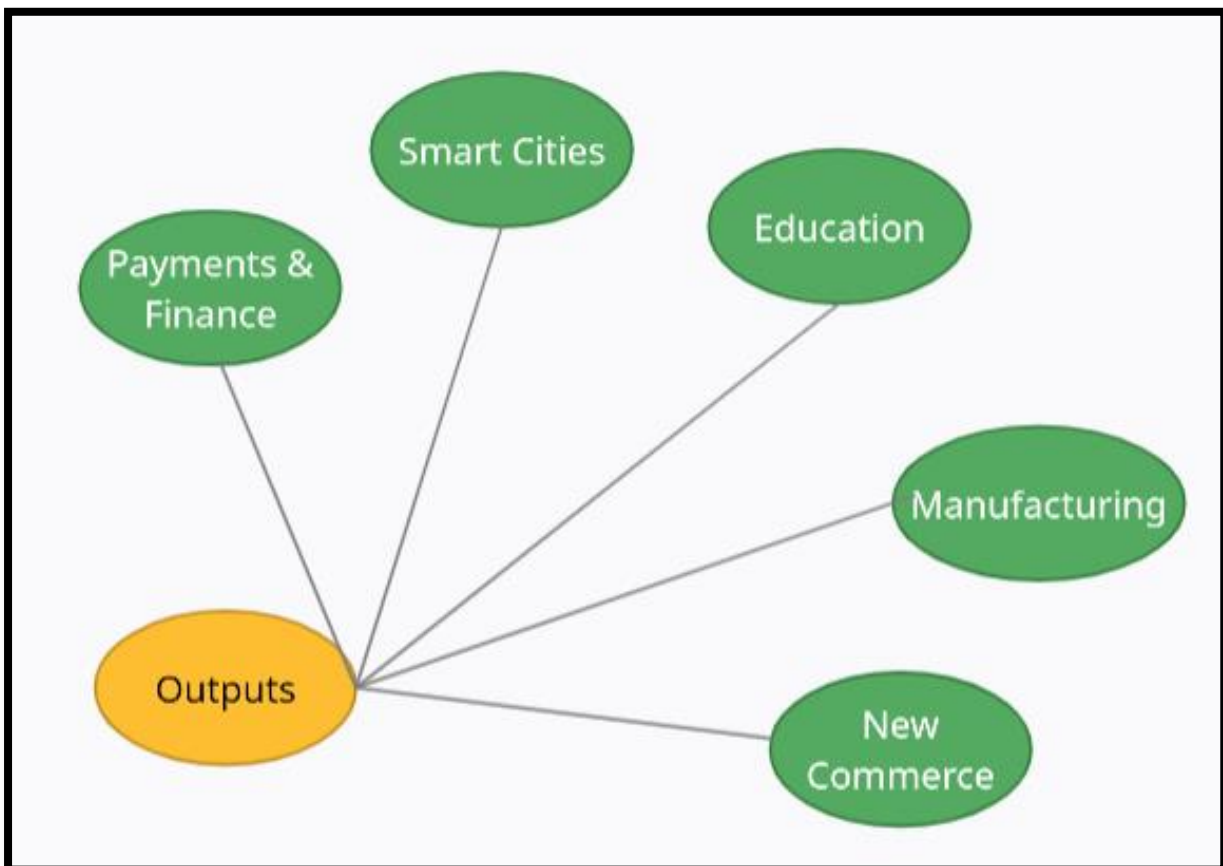 Smart Cities
Education
Payments &
Finance
Manufacturing
Outputs
New
Commerce